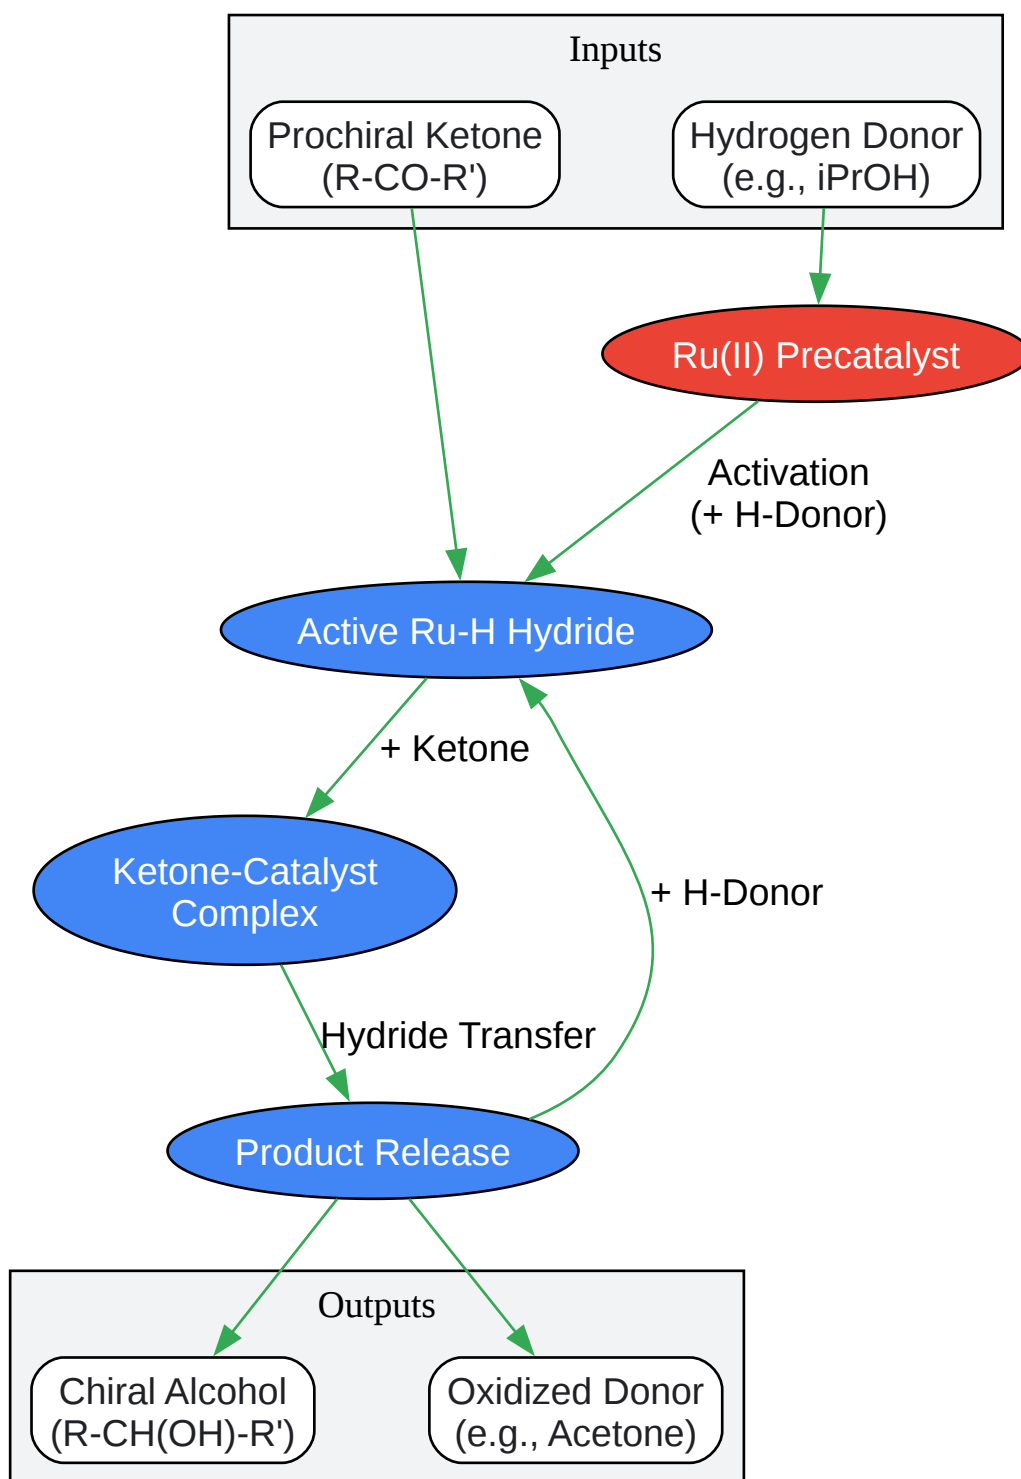 Inputs
Prochiral Ketone
(R-CO-R')
Hydrogen Donor
(e.g., iPrOH)
Ru(II) Precatalyst
Activation
(+ H-Donor)
Active Ru-H Hydride
+ Ketone
Ketone-Catalyst
Complex
+ H-Donor
Hydride Transfer
Product Release
Outputs
Chiral Alcohol
(R-CH(OH)-R')
Oxidized Donor
(e.g., Acetone)